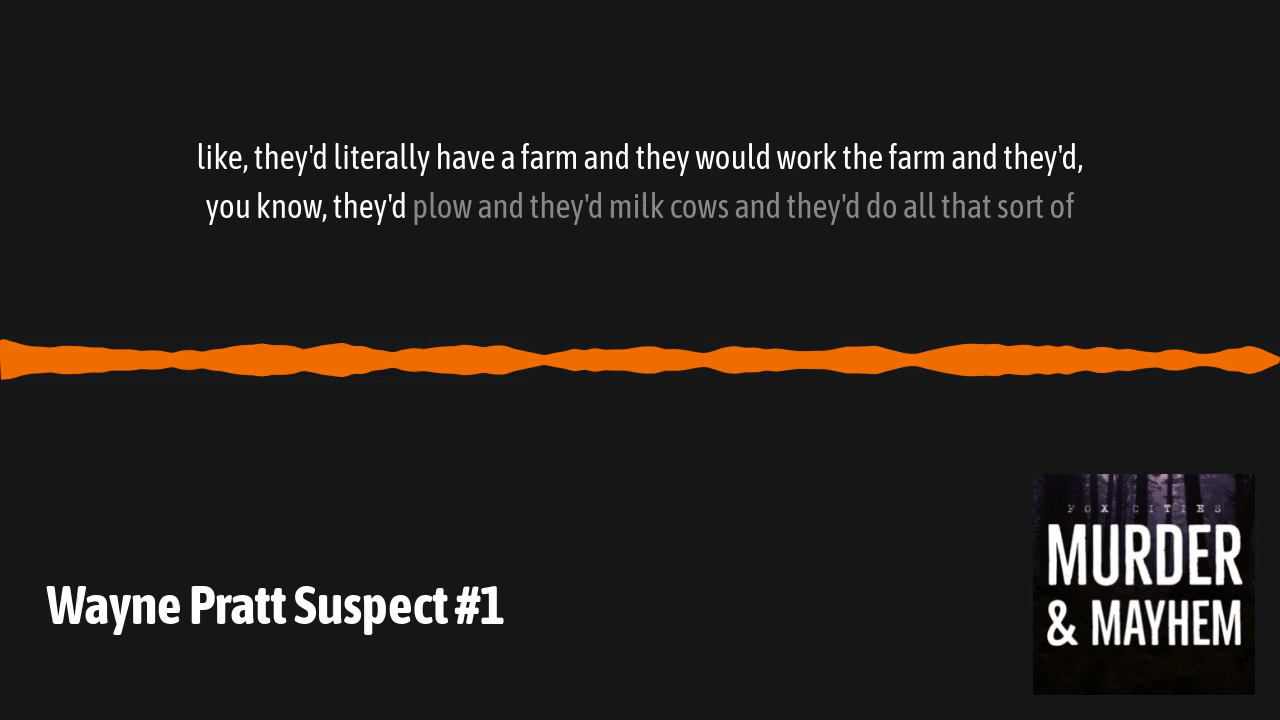 like, they'd literally have a farm and they would work the farm and they'd,
you know, they'd plow and they'd milk cows and they'd do all that sort of
Wayne Pratt Suspect #1
FOX CITIES
MURDER
& MAYHEM